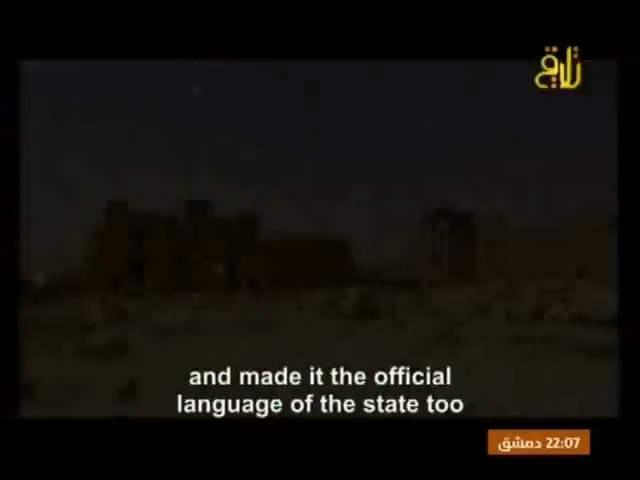 تلاقي
and made it the official
language of the state too
22:07 دمشق